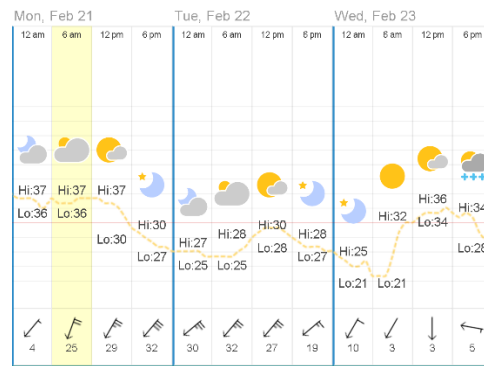 Mon, Feb 21 Tue, Feb 22 Wed, Feb 23
12 am 6 am 12 pm 6 pm 12 am 6 am 12 pm 6 pm 12 am 6 am 12 pm 6 pm
Hi:37 Hi:37 Hi:37 Hi:30 Hi:27 Hi:28 Hi:30 Hi:28 Hi:25 Hi:32 Hi:36 Hi:34
Lo:36 Lo:36 Lo:30 Lo:27 Lo:25 Lo:25 Lo:28 Lo:27 Lo:21 Lo:21 Lo:34 Lo:28
4 25 29 32 30 32 27 19 10 3 3 5